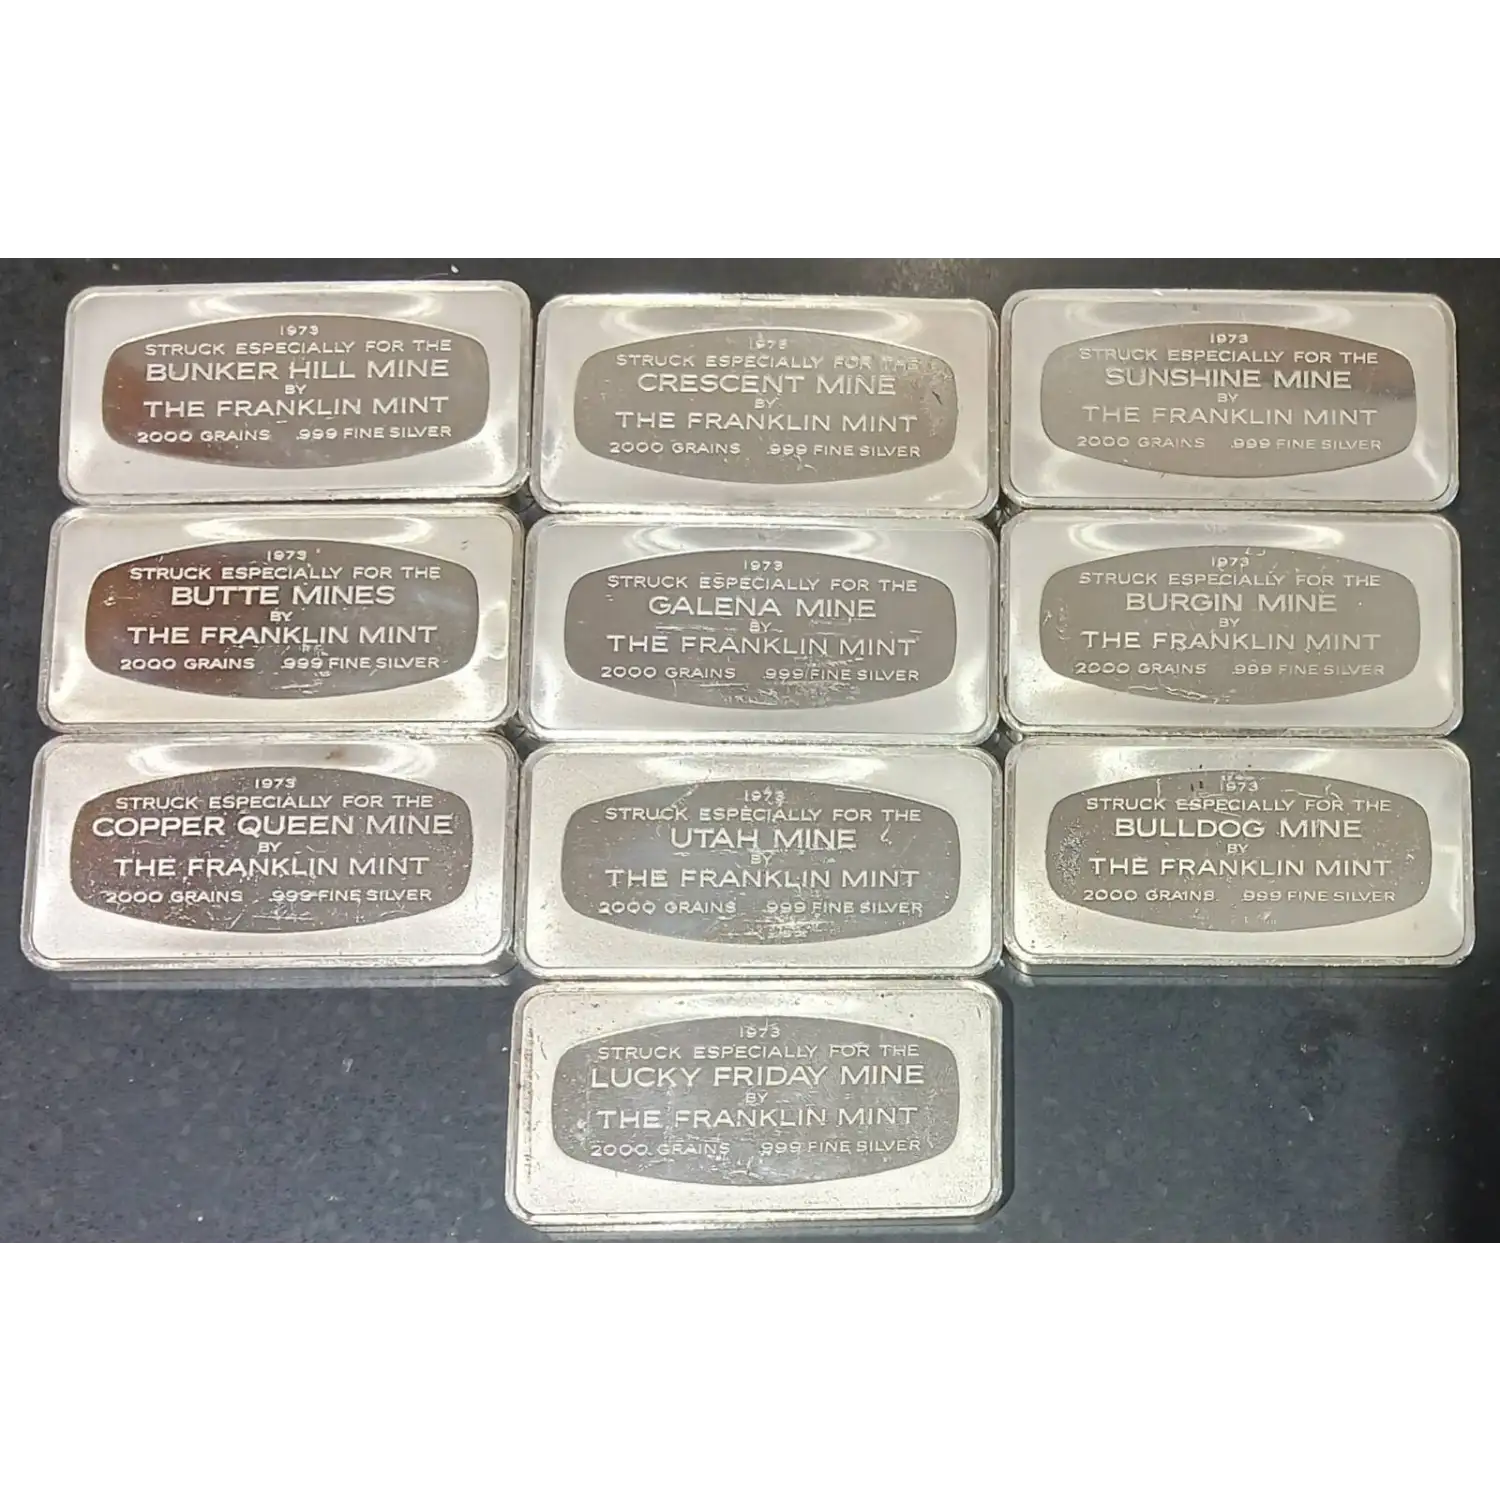 1973
STRUCK ESPECIALLY FOR THE
BUNKER HILL MINE
BY
THE FRANKLIN MINT
2000 GRAINS .999 FINE SILVER
1973
STRUCK ESPECIALLY FOR THE
CRESCENT MINE
BY
THE FRANKLIN MINT
2000 GRAINS .999 FINE SILVER
1973
STRUCK ESPECIALLY FOR THE
SUNSHINE MINE
BY
THE FRANKLIN MINT
2000 GRAINS .999 FINE SILVER
1973
STRUCK ESPECIALLY FOR THE
BUTTE MINES
BY
THE FRANKLIN MINT
2000 GRAINS .999 FINE SILVER
1973
STRUCK ESPECIALLY FOR THE
GALENA MINE
BY
THE FRANKLIN MINT
2000 GRAINS .999 FINE SILVER
1973
STRUCK ESPECIALLY FOR THE
BURGIN MINE
BY
THE FRANKLIN MINT
2000 GRAINS .999 FINE SILVER
1973
STRUCK ESPECIALLY FOR THE
COPPER QUEEN MINE
BY
THE FRANKLIN MINT
2000 GRAINS .999 FINE SILVER
1973
STRUCK ESPECIALLY FOR THE
UTAH MINE
BY
THE FRANKLIN MINT
2000 GRAINS .999 FINE SILVER
1973
STRUCK ESPECIALLY FOR THE
BULLDOG MINE
BY
THE FRANKLIN MINT
2000 GRAINS .999 FINE SILVER
1973
STRUCK ESPECIALLY FOR THE
LUCKY FRIDAY MINE
BY
THE FRANKLIN MINT
2000 GRAINS .999 FINE SILVER